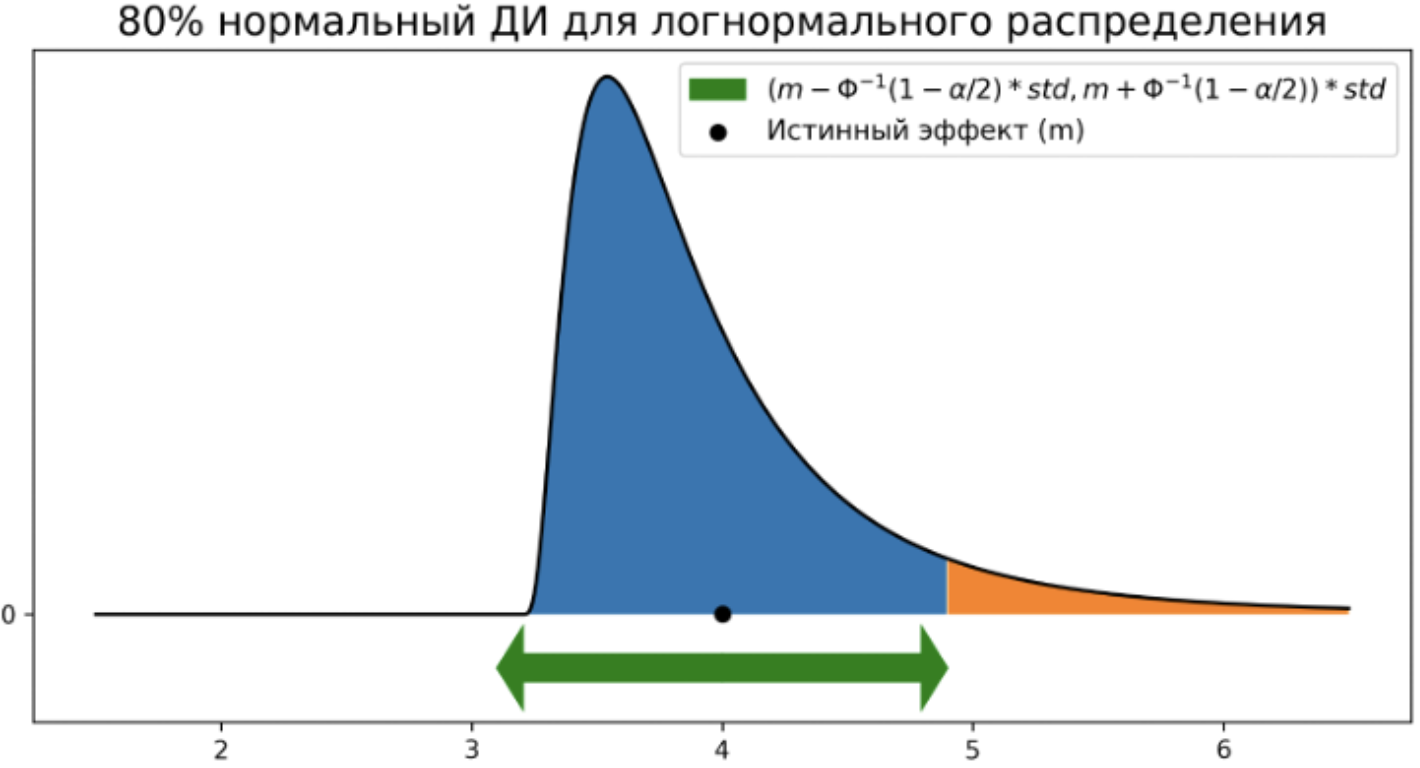 80% нормальный ДИ для логнормального распределения
(m − Φ⁻¹(1 − α/2) * std, m + Φ⁻¹(1 − α/2)) * std
Истинный эффект (m)
0
2 3 4 5 6